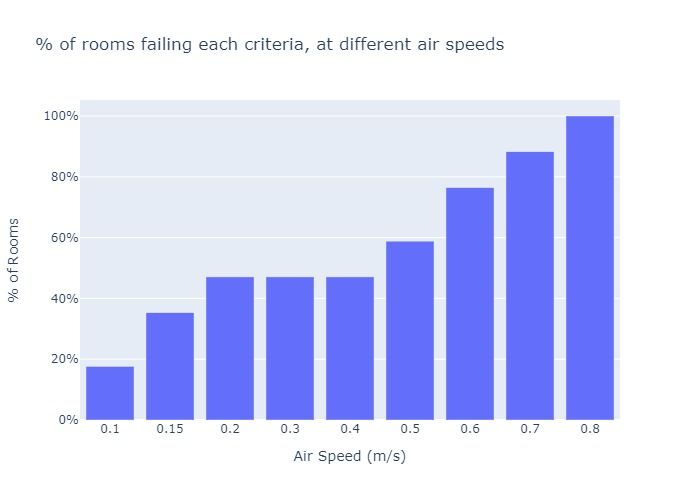 % of rooms failing each criteria, at different air speeds
100%
80%
60%
40%
20%
0%
% of Rooms
0.1 0.15 0.2 0.3 0.4 0.5 0.6 0.7 0.8
Air Speed (m/s)